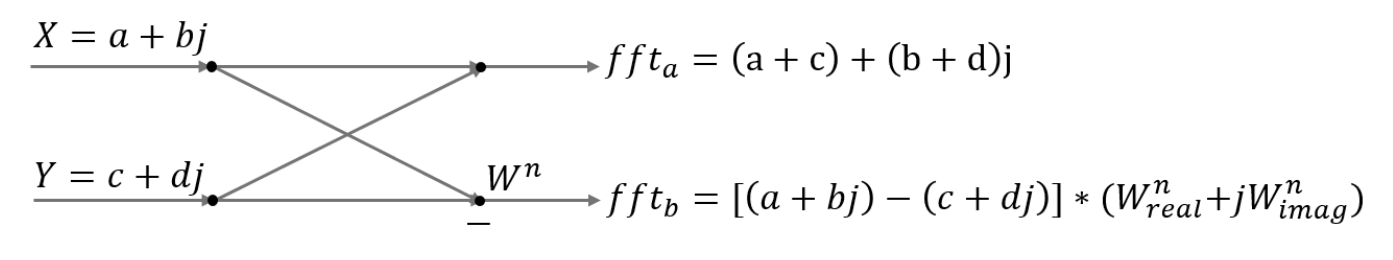 X = a + bj
fft_a = (a + c) + (b + d)j
Y = c + dj
W^n
fft_b = [(a + bj) − (c + dj)] ∗ (W^n_real+jW^n_imag)
−